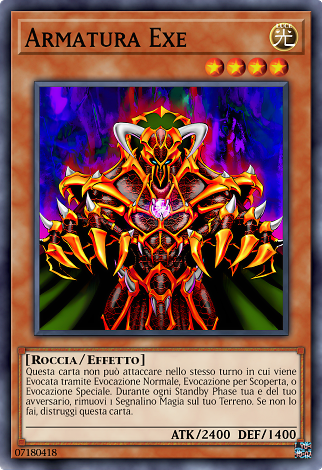 Armatura Exe
光
[Roccia/Effetto]
Questa carta non può attaccare nello stesso turno in cui viene
Evocata tramite Evocazione Normale, Evocazione per Scoperta, o
Evocazione Speciale. Durante ogni Standby Phase tua e del tuo
avversario, rimuovi i Segnalino Magia sul tuo Terreno. Se non lo
fai, distruggi questa carta.
ATK/2400 DEF/1400
07180418